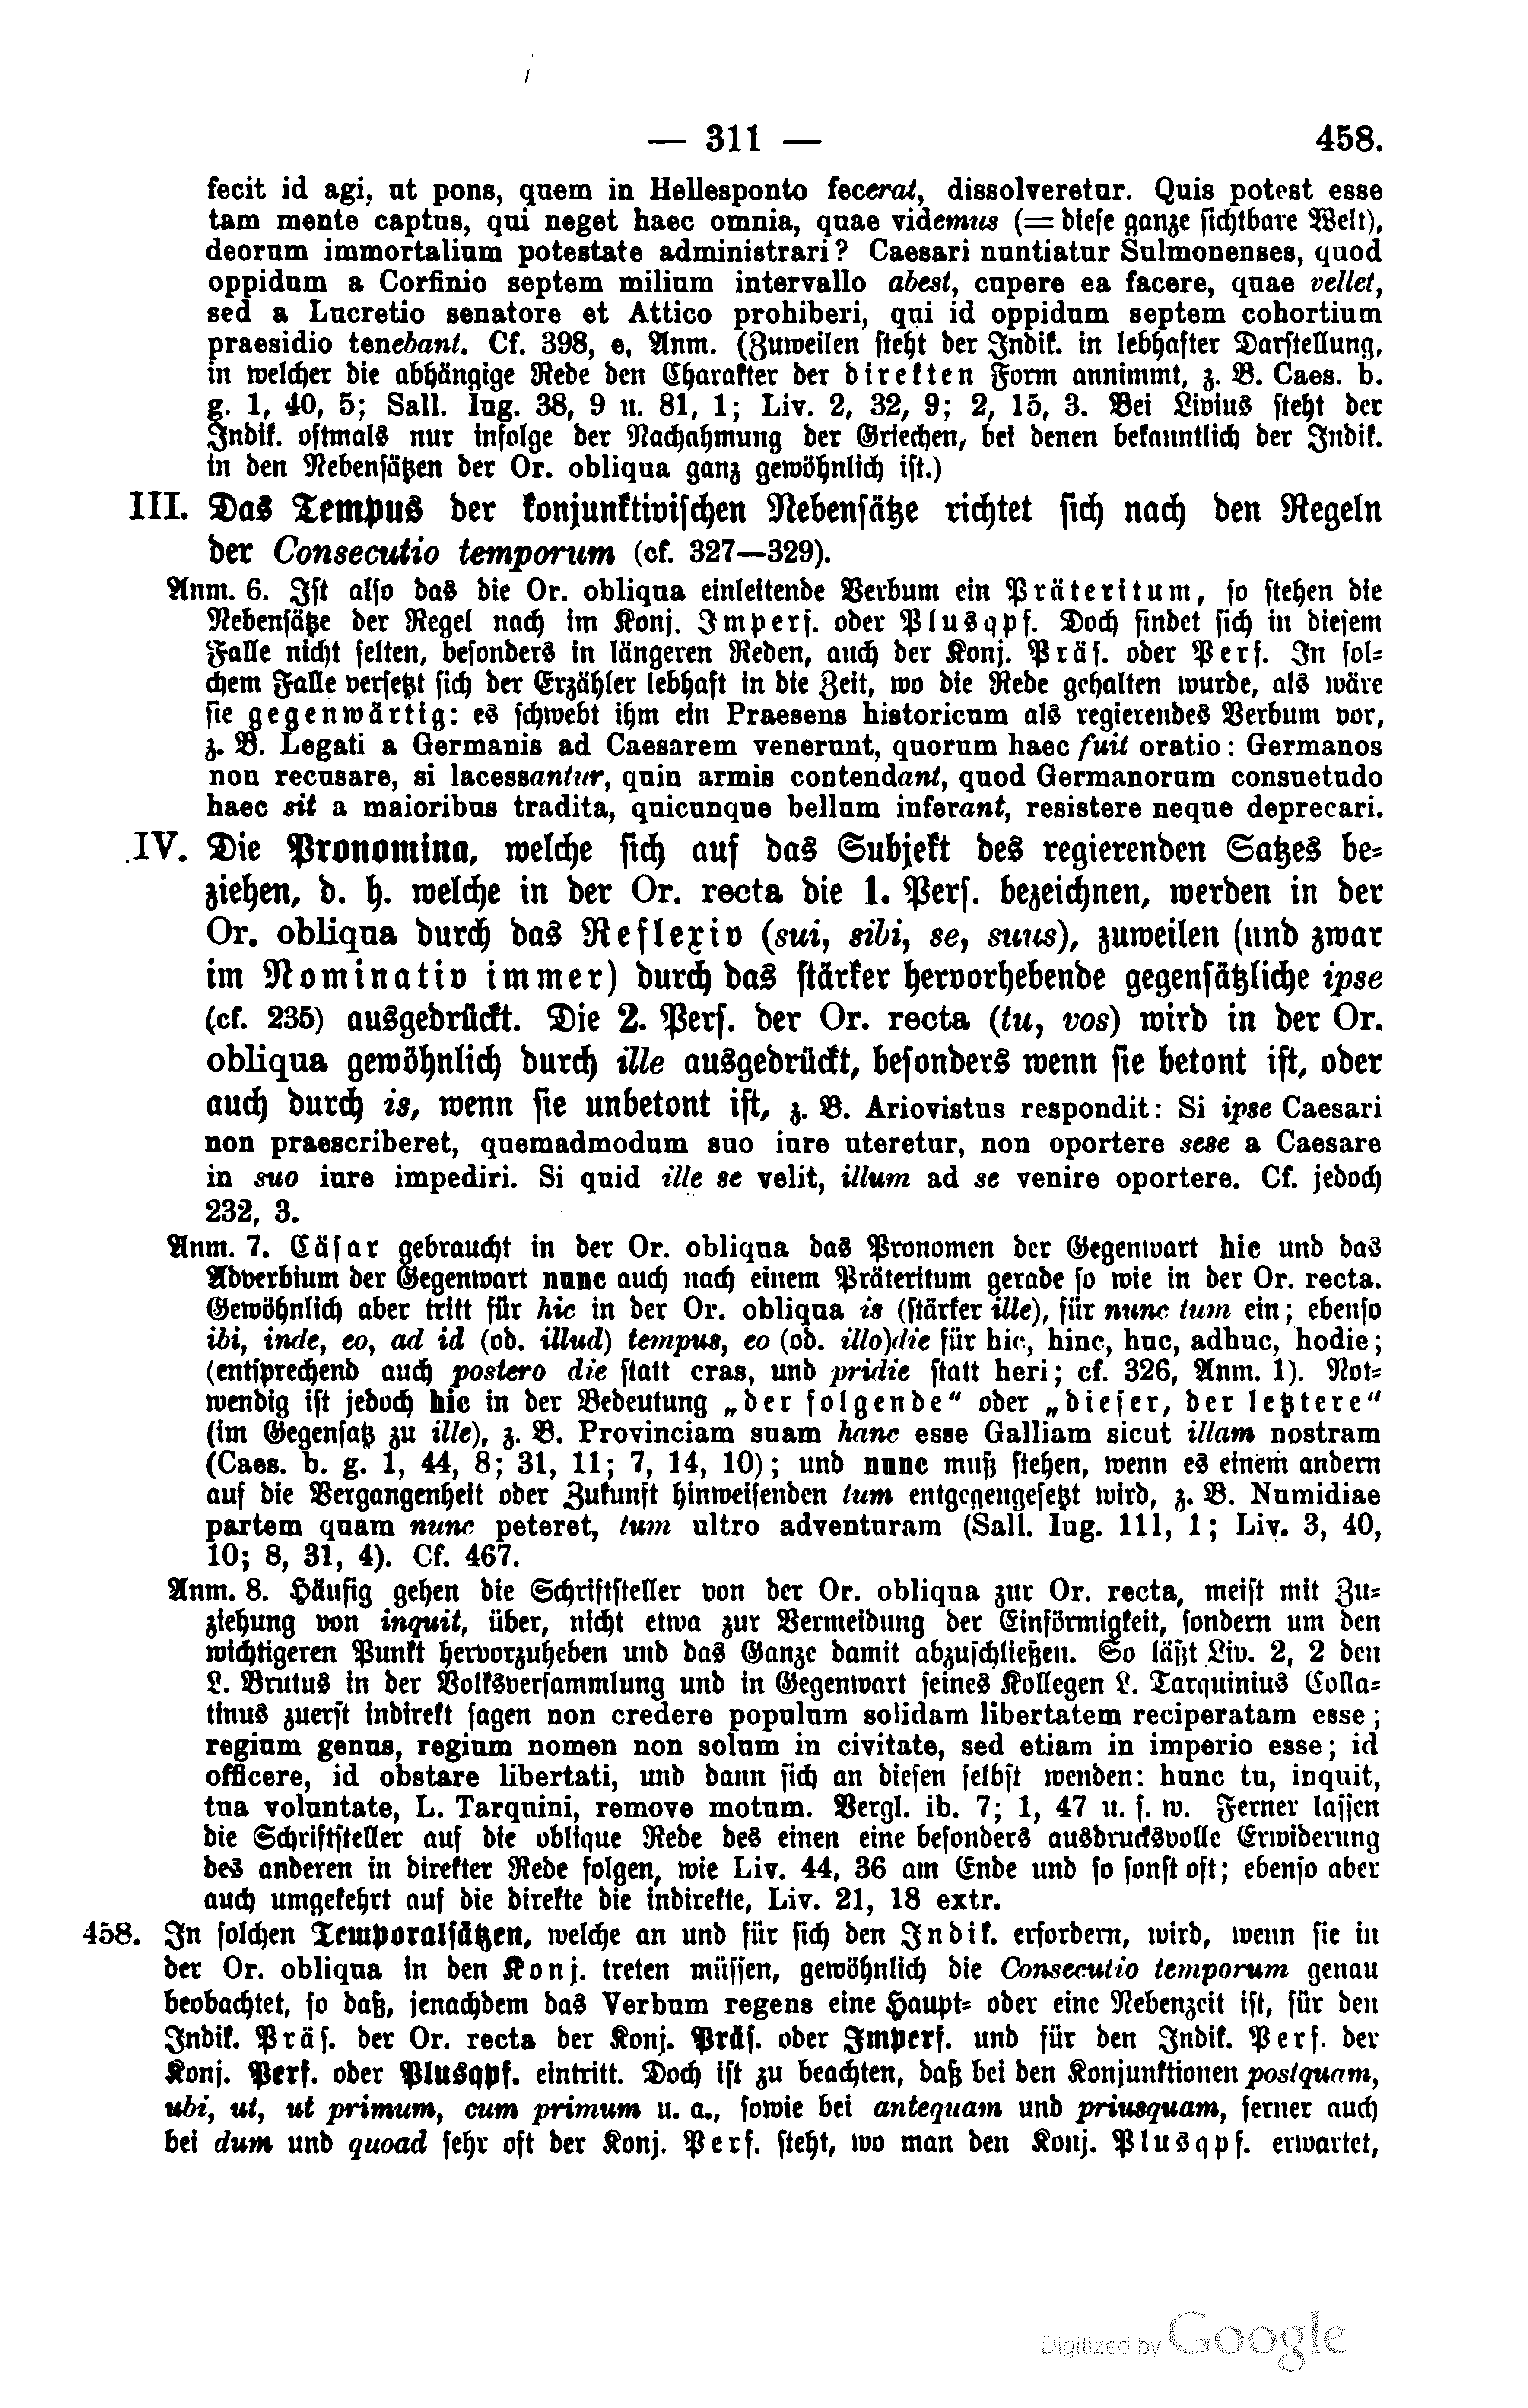 — 311 — 458.
fecit id agi, ut pons, quem in Hellesponto fecerat, dissolveretur. Quis potest esse
tam mente captus, qui neget haec omnia, quae videmus (= diese ganze sichtbare Welt),
deorum immortalium potestate administrari? Caesari nuntiatur Sulmonenses, quod
oppidum a Corfinio septem milium intervallo abest, cupere ea facere, quae vellet,
sed a Lucretio senatore et Attico prohiberi, qui id oppidum septem cohortium
praesidio tenebant. Cf. 398, e, Anm. (Zuweilen steht der Indik. in lebhafter Darstellung,
in welcher die abhängige Rede den Charakter der direkten Form annimmt, z. B. Caes. b.
g. 1, 40, 5; Sall. Iug. 38, 9 u. 81, 1; Liv. 2, 32, 9; 2, 15, 3. Bei Livius steht der
Indik. oftmals nur infolge der Nachahmung der Griechen, bei denen bekanntlich der Indik.
in den Nebensätzen der Or. obliqua ganz gewöhnlich ist.)
III. Das Tempus der konjunktivischen Nebensätze richtet sich nach den Regeln
der Consecutio temporum (cf. 327—329).
Anm. 6. Ist also das die Or. obliqua einleitende Verbum ein Präteritum, so stehen die
Nebensätze der Regel nach im Konj. Imperf. oder Plusqpf. Doch findet sich in diesem
Falle nicht selten, besonders in längeren Reden, auch der Konj. Präs. oder Perf. In sol-
chem Falle versetzt sich der Erzähler lebhaft in die Zeit, wo die Rede gehalten wurde, als wäre
sie gegenwärtig: es schwebt ihm ein Praesens historicum als regierendes Verbum vor,
z. B. Legati a Germanis ad Caesarem venerunt, quorum haec fuit oratio: Germanos
non recusare, si lacessantur, quin armis contendant, quod Germanorum consuetudo
haec sit a maioribus tradita, quicunque bellum inferant, resistere neque deprecari.
IV. Die Pronomina, welche sich auf das Subjekt des regierenden Satzes be-
ziehen, d. h. welche in der Or. recta die 1. Pers. bezeichnen, werden in der
Or. obliqua durch das Reflexiv (sui, sibi, se, suus), zuweilen (und zwar
im Nominativ immer) durch das stärker hervorhebende gegensätzliche ipse
(cf. 235) ausgedrückt. Die 2. Pers. der Or. recta (tu, vos) wird in der Or.
obliqua gewöhnlich durch ille ausgedrückt, besonders wenn sie betont ist, oder
auch durch is, wenn sie unbetont ist, z. B. Ariovistus respondit: Si ipse Caesari
non praescriberet, quemadmodum suo iure uteretur, non oportere sese a Caesare
in suo iure impediri. Si quid ille se velit, illum ad se venire oportere. Cf. jedoch
232, 3.
Anm. 7. Cäsar gebraucht in der Or. obliqua das Pronomen der Gegenwart hic und das
Adverbium der Gegenwart nunc auch nach einem Präteritum gerade so wie in der Or. recta.
Gewöhnlich aber tritt für hic in der Or. obliqua is (stärker ille), für nunc tum ein; ebenso
ibi, inde, eo, ad id (od. illud) tempus, eo (od. illo)die für hic, hinc, huc, adhuc, hodie;
(entsprechend auch postero die statt cras, und pridie statt heri; cf. 326, Anm. 1). Not-
wendig ist jedoch hic in der Bedeutung „der folgende“ oder „dieser, der letztere“
(im Gegensatz zu ille), z. B. Provinciam suam hanc esse Galliam sicut illam nostram
(Caes. b. g. 1, 44, 8; 31, 11; 7, 14, 10); und nunc muß stehen, wenn es einem andern
auf die Vergangenheit oder Zukunft hinweisenden tum entgegengesetzt wird, z. B. Numidiae
partem quam nunc peteret, tum ultro adventuram (Sall. Iug. 111, 1; Liv. 3, 40,
10; 8, 31, 4). Cf. 467.
Anm. 8. Häufig gehen die Schriftsteller von der Or. obliqua zur Or. recta, meist mit Zu-
ziehung von inquit, über, nicht etwa zur Vermeidung der Einförmigkeit, sondern um den
wichtigeren Punkt hervorzuheben und das Ganze damit abzuschließen. So läßt Liv. 2, 2 den
L. Brutus in der Volksversammlung und in Gegenwart seines Kollegen L. Tarquinius Colla-
tinus zuerst indirekt sagen non credere populum solidam libertatem reciperatam esse;
regium genus, regium nomen non solum in civitate, sed etiam in imperio esse; id
officere, id obstare libertati, und dann sich an diesen selbst wenden: hunc tu, inquit,
tua voluntate, L. Tarquini, remove motum. Vergl. ib. 7; 1, 47 u. s. w. Ferner lassen
die Schriftsteller auf die oblique Rede des einen eine besonders ausdrucksvolle Erwiderung
des anderen in direkter Rede folgen, wie Liv. 44, 36 am Ende und so sonst oft; ebenso aber
auch umgekehrt auf die direkte die indirekte, Liv. 21, 18 extr.
458. In solchen Temporalsätzen, welche an und für sich den Indik. erfordern, wird, wenn sie in
der Or. obliqua in den Konj. treten müssen, gewöhnlich die Consecutio temporum genau
beobachtet, so daß, jenachdem das Verbum regens eine Haupt- oder eine Nebenzeit ist, für den
Indik. Präs. der Or. recta der Konj. Präs. oder Imperf. und für den Indik. Perf. der
Konj. Perf. oder Plusqpf. eintritt. Doch ist zu beachten, daß bei den Konjunktionen postquam,
ubi, ut, ut primum, cum primum u. a., sowie bei antequam und priusquam, ferner auch
bei dum und quoad sehr oft der Konj. Perf. steht, wo man den Konj. Plusqpf. erwartet,
Digitized by Google